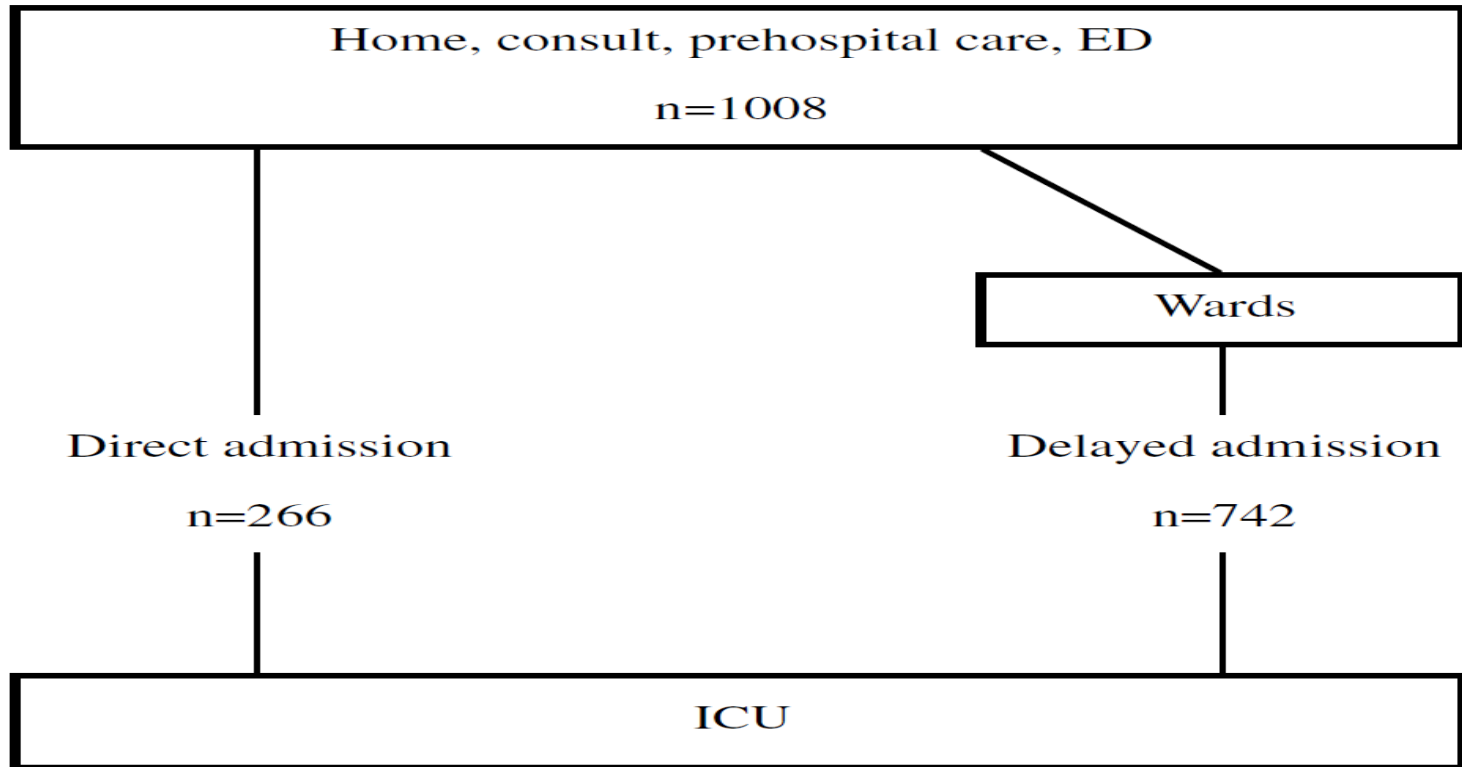 Home, consult, prehospital care, ED
n=1008
Wards
Direct admission
n=266
Delayed admission
n=742
ICU